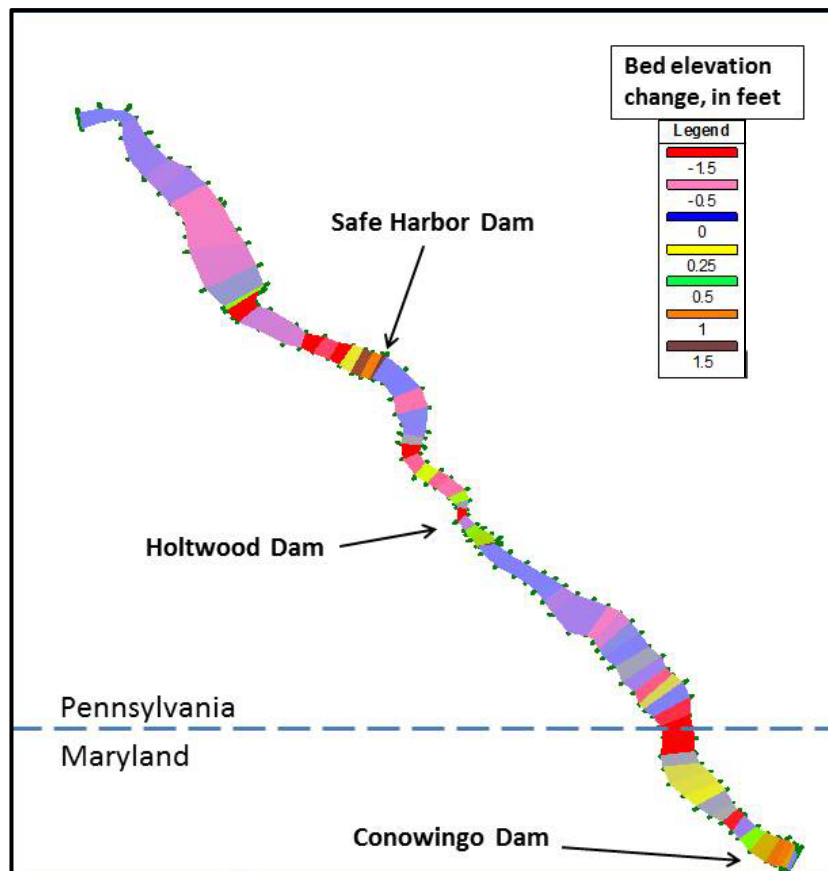 Bed elevation
change, in feet
Legend
-1.5
-0.5
0
0.25
0.5
1
1.5
Safe Harbor Dam
Holtwood Dam
Pennsylvania
Maryland
Conowingo Dam